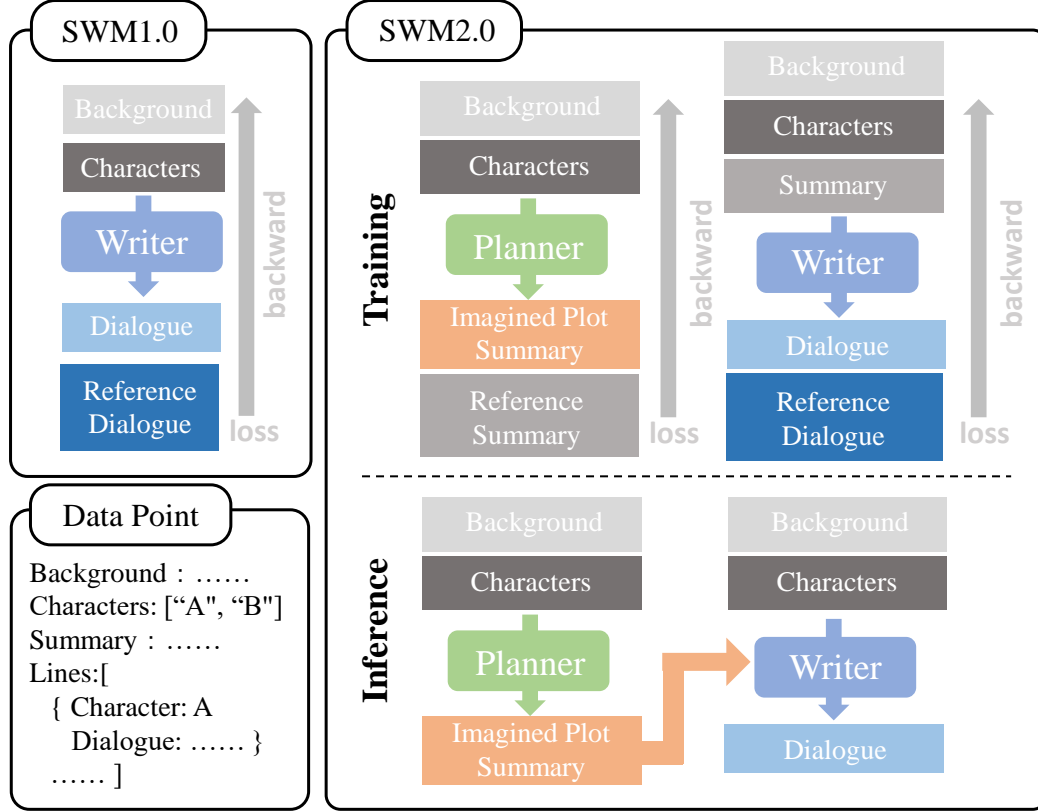 SWM1.0
Background
Characters
Writer
Dialogue
Reference
Dialogue
backward
loss
Data Point
Background : ……
Characters: [“A", “B"]
Summary : ……
Lines:[
{ Character: A
Dialogue: …… }
…… ]
SWM2.0
Training
Background
Characters
Planner
Imagined Plot
Summary
Reference
Summary
backward
loss
Background
Characters
Summary
Writer
Dialogue
Reference
Dialogue
backward
loss
Inference
Background
Characters
Planner
Imagined Plot
Summary
Background
Characters
Writer
Dialogue